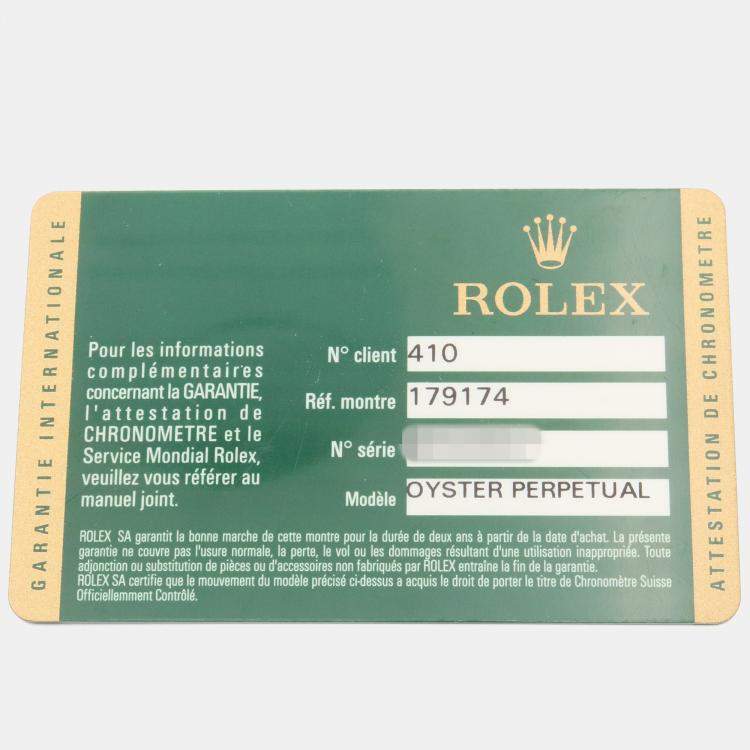 GARANTIE INTERNATIONALE
ROLEX
Pour les informations
complémentaires
concernant la GARANTIE,
l'attestation de
CHRONOMETRE et le
Service Mondial Rolex,
veuillez vous référer au
manuel joint.
N° client 410
Réf. montre 179174
N° série
Modèle OYSTER PERPETUAL
ROLEX SA garantit la bonne marche de cette montre pour la durée de deux ans à partir de la date d'achat. La présente
garantie ne couvre pas l'usure normale, la perte, le vol ou les dommages résultant d'une utilisation inappropriée. Toute
adjonction ou substitution de pièces ou d'accessoires non fabriqués par ROLEX entraîne la fin de la garantie.
ROLEX SA certifie que le mouvement du modèle précisé ci-dessus a acquis le droit de porter le titre de Chronomètre Suisse
Officiellement Contrôlé.
ATTESTATION DE CHRONOMETRE